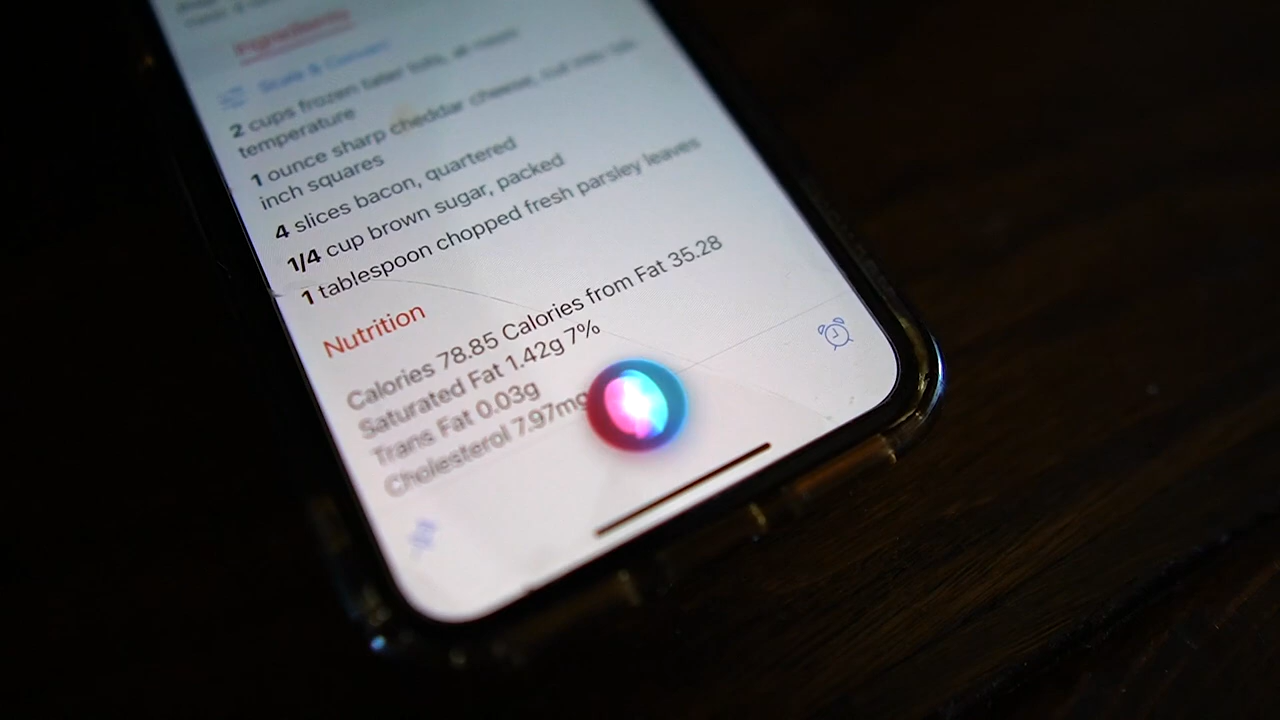 Ingredients
Scale & Convert
2 cups frozen tater tots, at room
temperature
1 ounce sharp cheddar cheese, cut into
inch squares
4 slices bacon, quartered
1/4 cup brown sugar, packed
1 tablespoon chopped fresh parsley leaves
Nutrition
Calories 78.85 Calories from Fat 35.28
Saturated Fat 1.42g 7%
Trans Fat 0.03g
Cholesterol 7.97mg